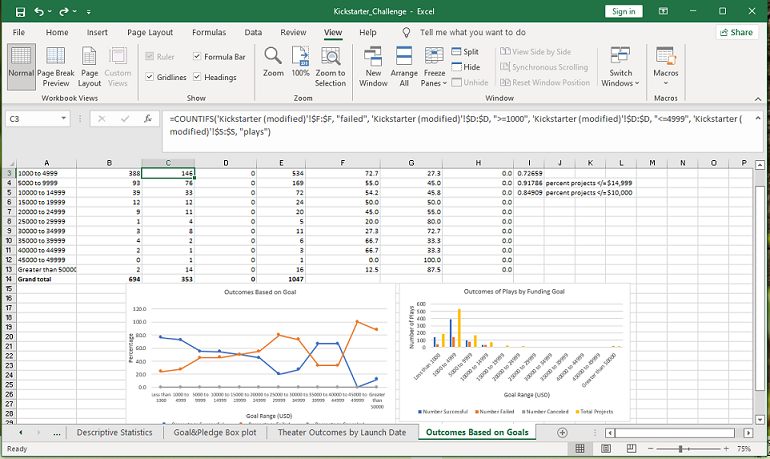 Kickstarter_Challenge - Excel
Sign in
File Home Insert Page Layout Formulas Data Review View Help Tell me what you want to do Share
Normal Page Break Preview Page Layout Custom Views
Workbook Views
Ruler Formula Bar
Gridlines Headings
Show
Zoom 100% Zoom to Selection
Zoom
New Window Arrange All Freeze Panes
Split
Hide
Unhide
View Side by Side
Synchronous Scrolling
Reset Window Position
Switch Windows
Window
Macros
Macros
C3 fx =COUNTIFS('Kickstarter (modified)'!$F:$F, "failed", 'Kickstarter (modified)'!$D:$D, ">=1000", 'Kickstarter (modified)'!$D:$D, "<=4999", 'Kickstarter (
modified)'!$S:$S, "plays")
A B C D E F G H I J K L M N O P
3 1000 to 4999 388 146 0 534 72.7 27.3 0.0 0.72659
4 5000 to 9999 93 76 0 169 55.0 45.0 0.0 0.91786 percent projects </=$14,999
5 10000 to 14999 39 33 0 72 54.2 45.8 0.0 0.84909 percent projects </=$10,000
6 15000 to 19999 12 12 0 24 50.0 50.0 0.0
7 20000 to 24999 9 11 0 20 45.0 55.0 0.0
8 25000 to 29999 1 4 0 5 20.0 80.0 0.0
9 30000 to 34999 3 8 0 11 27.3 72.7 0.0
10 35000 to 39999 4 2 0 6 66.7 33.3 0.0
11 40000 to 44999 2 1 0 3 66.7 33.3 0.0
12 45000 to 49999 0 1 0 1 0.0 100.0 0.0
13 Greater than 50000 2 14 0 16 12.5 87.5 0.0
14 Grand total 694 353 0 1047
15
16
17
18
19
20
21
22
23
24
25
26
27
28
Outcomes Based on Goal
Percentage
120.0
100.0
80.0
60.0
40.0
20.0
0.0
Less than 1000 1000 to 4999 5000 to 9999 10000 to 14999 15000 to 19999 20000 to 24999 25000 to 29999 30000 to 34999 35000 to 39999 40000 to 44999 45000 to 49999 Greater than 50000
Goal Range (USD)
Outcomes of Plays by Funding Goal
Number of Plays
600
500
400
300
200
100
0
Less than 1000 1000 to 4999 5000 to 9999 10000 to 14999 15000 to 19999 20000 to 24999 25000 to 29999 30000 to 34999 35000 to 39999 40000 to 44999 45000 to 49999 Greater than 50000
Goal Range (USD)
Number Successful Number Failed Number Canceled Total Projects
... Descriptive Statistics Goal&Pledge Box plot Theater Outcomes by Launch Date Outcomes Based on Goals
Ready 75%